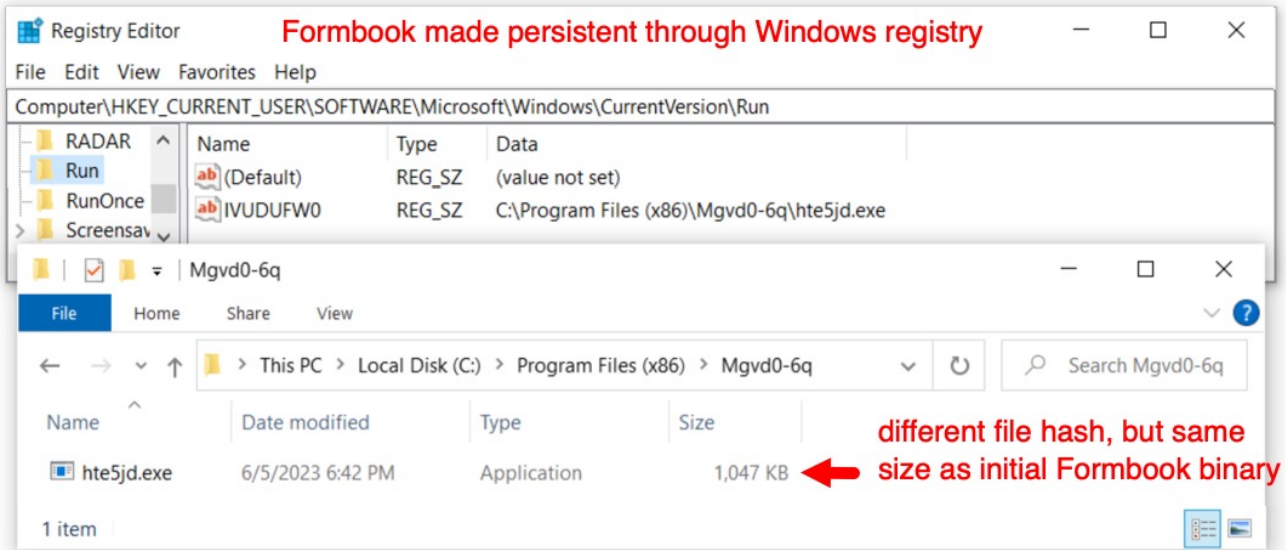 Registry Editor
Formbook made persistent through Windows registry
File Edit View Favorites Help
Computer\HKEY_CURRENT_USER\SOFTWARE\Microsoft\Windows\CurrentVersion\Run
RADAR
Run
RunOnce
Screensav
Name Type Data
ab (Default) REG_SZ (value not set)
ab IVUDUFW0 REG_SZ C:\Program Files (x86)\Mgvd0-6q\hte5jd.exe
Mgvd0-6q
File Home Share View
?
This PC > Local Disk (C:) > Program Files (x86) > Mgvd0-6q
Search Mgvd0-6q
Name Date modified Type Size
hte5jd.exe 6/5/2023 6:42 PM Application 1,047 KB
different file hash, but same
size as initial Formbook binary
1 item